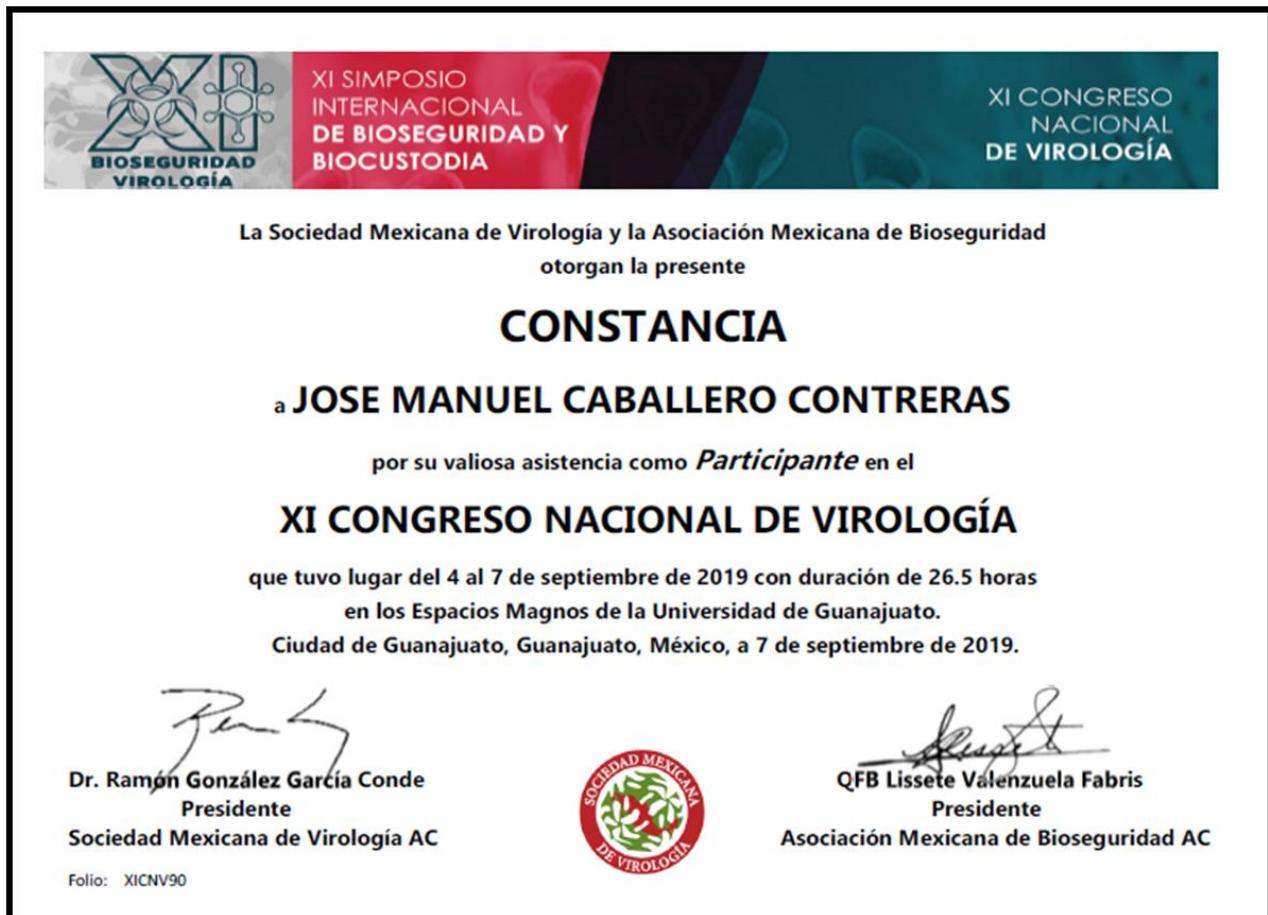 BIOSEGURIDAD
VIROLOGÍA
XI SIMPOSIO
INTERNACIONAL
DE BIOSEGURIDAD Y
BIOCUSTODIA
XI CONGRESO
NACIONAL
DE VIROLOGÍA
La Sociedad Mexicana de Virología y la Asociación Mexicana de Bioseguridad
otorgan la presente
CONSTANCIA
a JOSE MANUEL CABALLERO CONTRERAS
por su valiosa asistencia como Participante en el
XI CONGRESO NACIONAL DE VIROLOGÍA
que tuvo lugar del 4 al 7 de septiembre de 2019 con duración de 26.5 horas
en los Espacios Magnos de la Universidad de Guanajuato.
Ciudad de Guanajuato, Guanajuato, México, a 7 de septiembre de 2019.
Dr. Ramón González García Conde
Presidente
Sociedad Mexicana de Virología AC
SOCIEDAD MEXICANA
DE VIROLOGÍA
QFB Lissete Valenzuela Fabris
Presidente
Asociación Mexicana de Bioseguridad AC
Folio: XICNV90